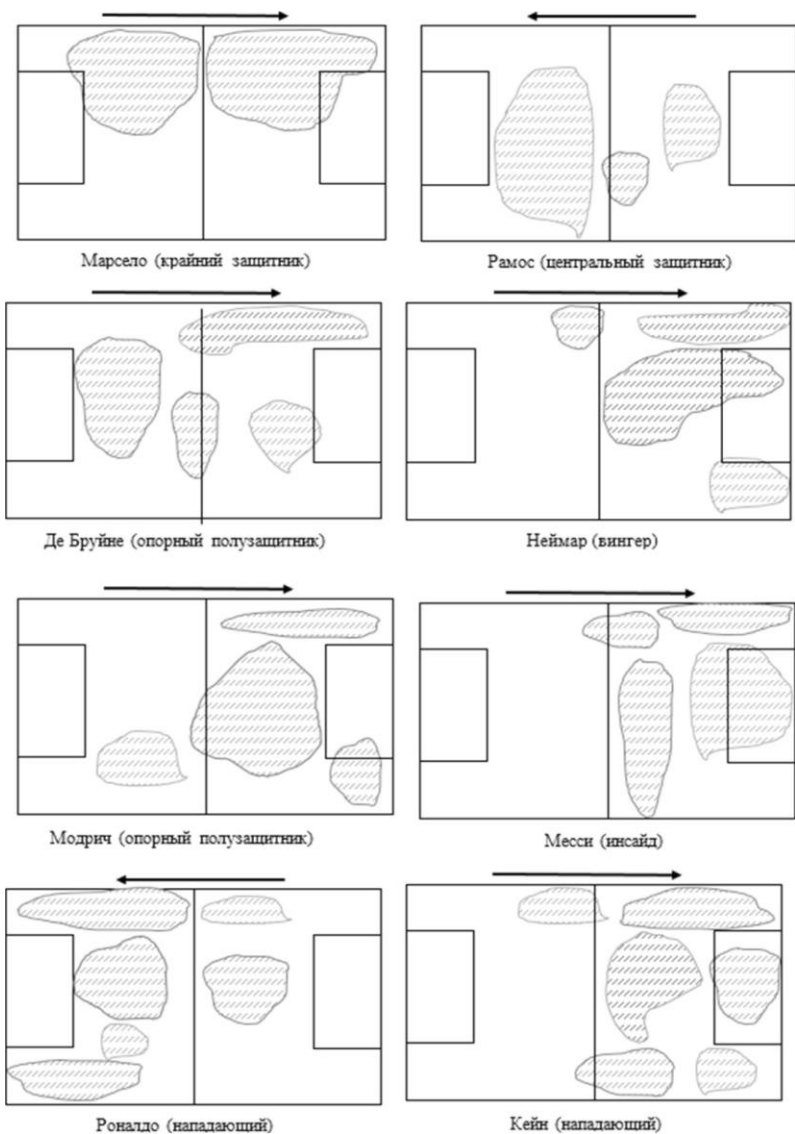 Марсело (крайний защитник)
Рамос (центральный защитник)
Де Бруйне (опорный полузащитник)
Неймар (вингер)
Модрич (опорный полузащитник)
Месси (инсайд)
Роналдо (нападающий)
Кейн (нападающий)